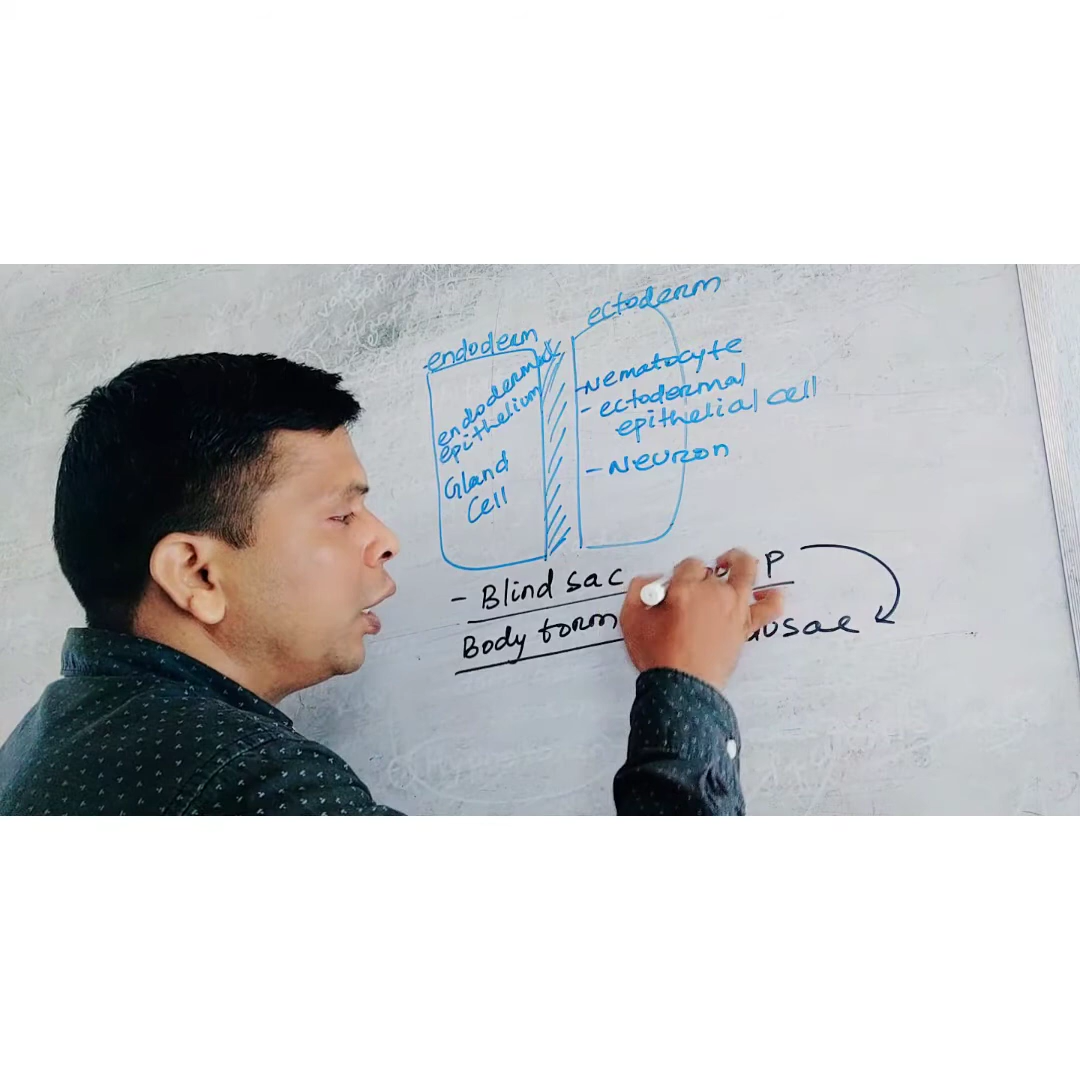 endoderm
endodermal
epithelium
Gland
Cell
ectoderm
- Nematocyte
- ectodermal
epithelial cell
- Neuron
- Blind sac
Body form